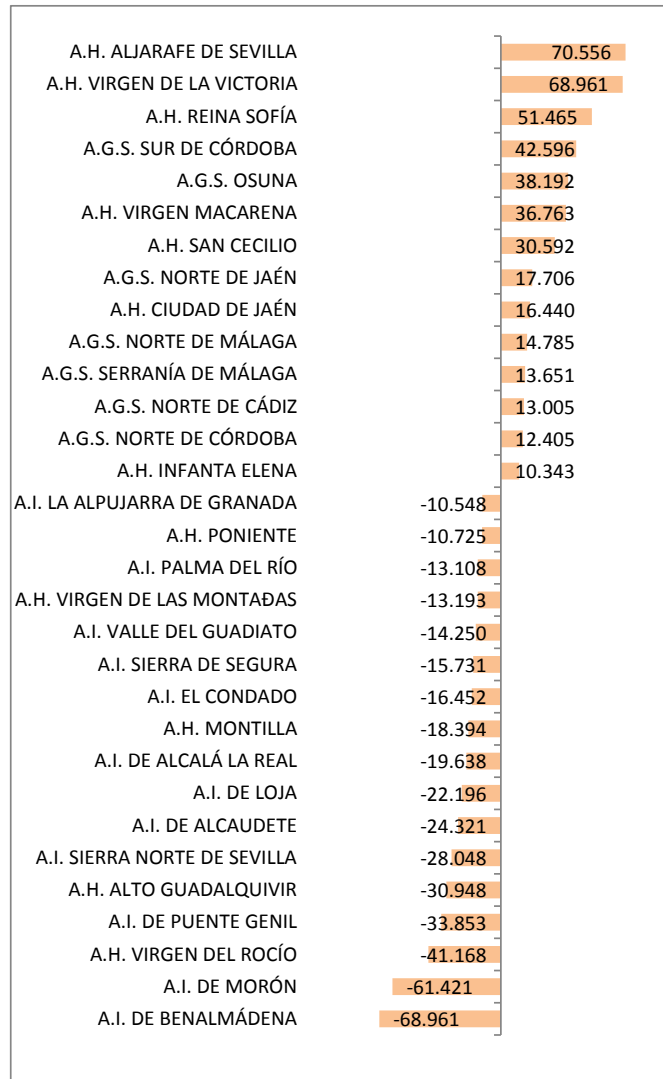 A.H. ALJARAFE DE SEVILLA 70.556
A.H. VIRGEN DE LA VICTORIA 68.961
A.H. REINA SOFÍA 51.465
A.G.S. SUR DE CÓRDOBA 42.596
A.G.S. OSUNA 38.192
A.H. VIRGEN MACARENA 36.763
A.H. SAN CECILIO 30.592
A.G.S. NORTE DE JAÉN 17.706
A.H. CIUDAD DE JAÉN 16.440
A.G.S. NORTE DE MÁLAGA 14.785
A.G.S. SERRANÍA DE MÁLAGA 13.651
A.G.S. NORTE DE CÁDIZ 13.005
A.G.S. NORTE DE CÓRDOBA 12.405
A.H. INFANTA ELENA 10.343
A.I. LA ALPUJARRA DE GRANADA -10.548
A.H. PONIENTE -10.725
A.I. PALMA DEL RÍO -13.108
A.H. VIRGEN DE LAS MONTAÐAS -13.193
A.I. VALLE DEL GUADIATO -14.250
A.I. SIERRA DE SEGURA -15.731
A.I. EL CONDADO -16.452
A.H. MONTILLA -18.394
A.I. DE ALCALÁ LA REAL -19.638
A.I. DE LOJA -22.196
A.I. DE ALCAUDETE -24.321
A.I. SIERRA NORTE DE SEVILLA -28.048
A.H. ALTO GUADALQUIVIR -30.948
A.I. DE PUENTE GENIL -33.853
A.H. VIRGEN DEL ROCÍO -41.168
A.I. DE MORÓN -61.421
A.I. DE BENALMÁDENA -68.961